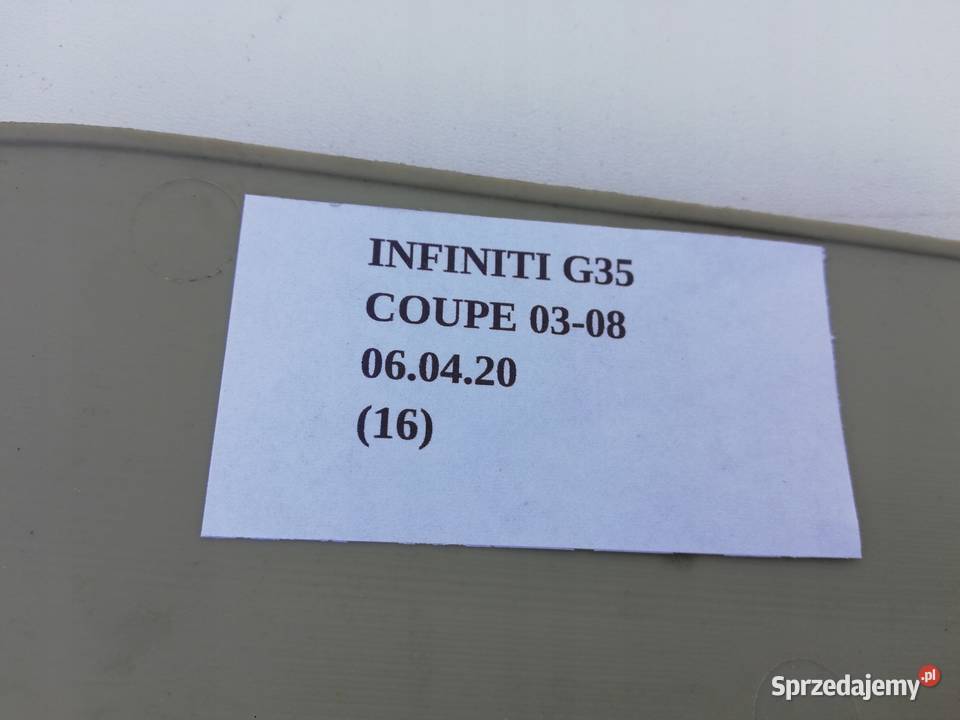 INFINITI G35
COUPE 03-08
06.04.20
(16)
Sprzedajemy.pl